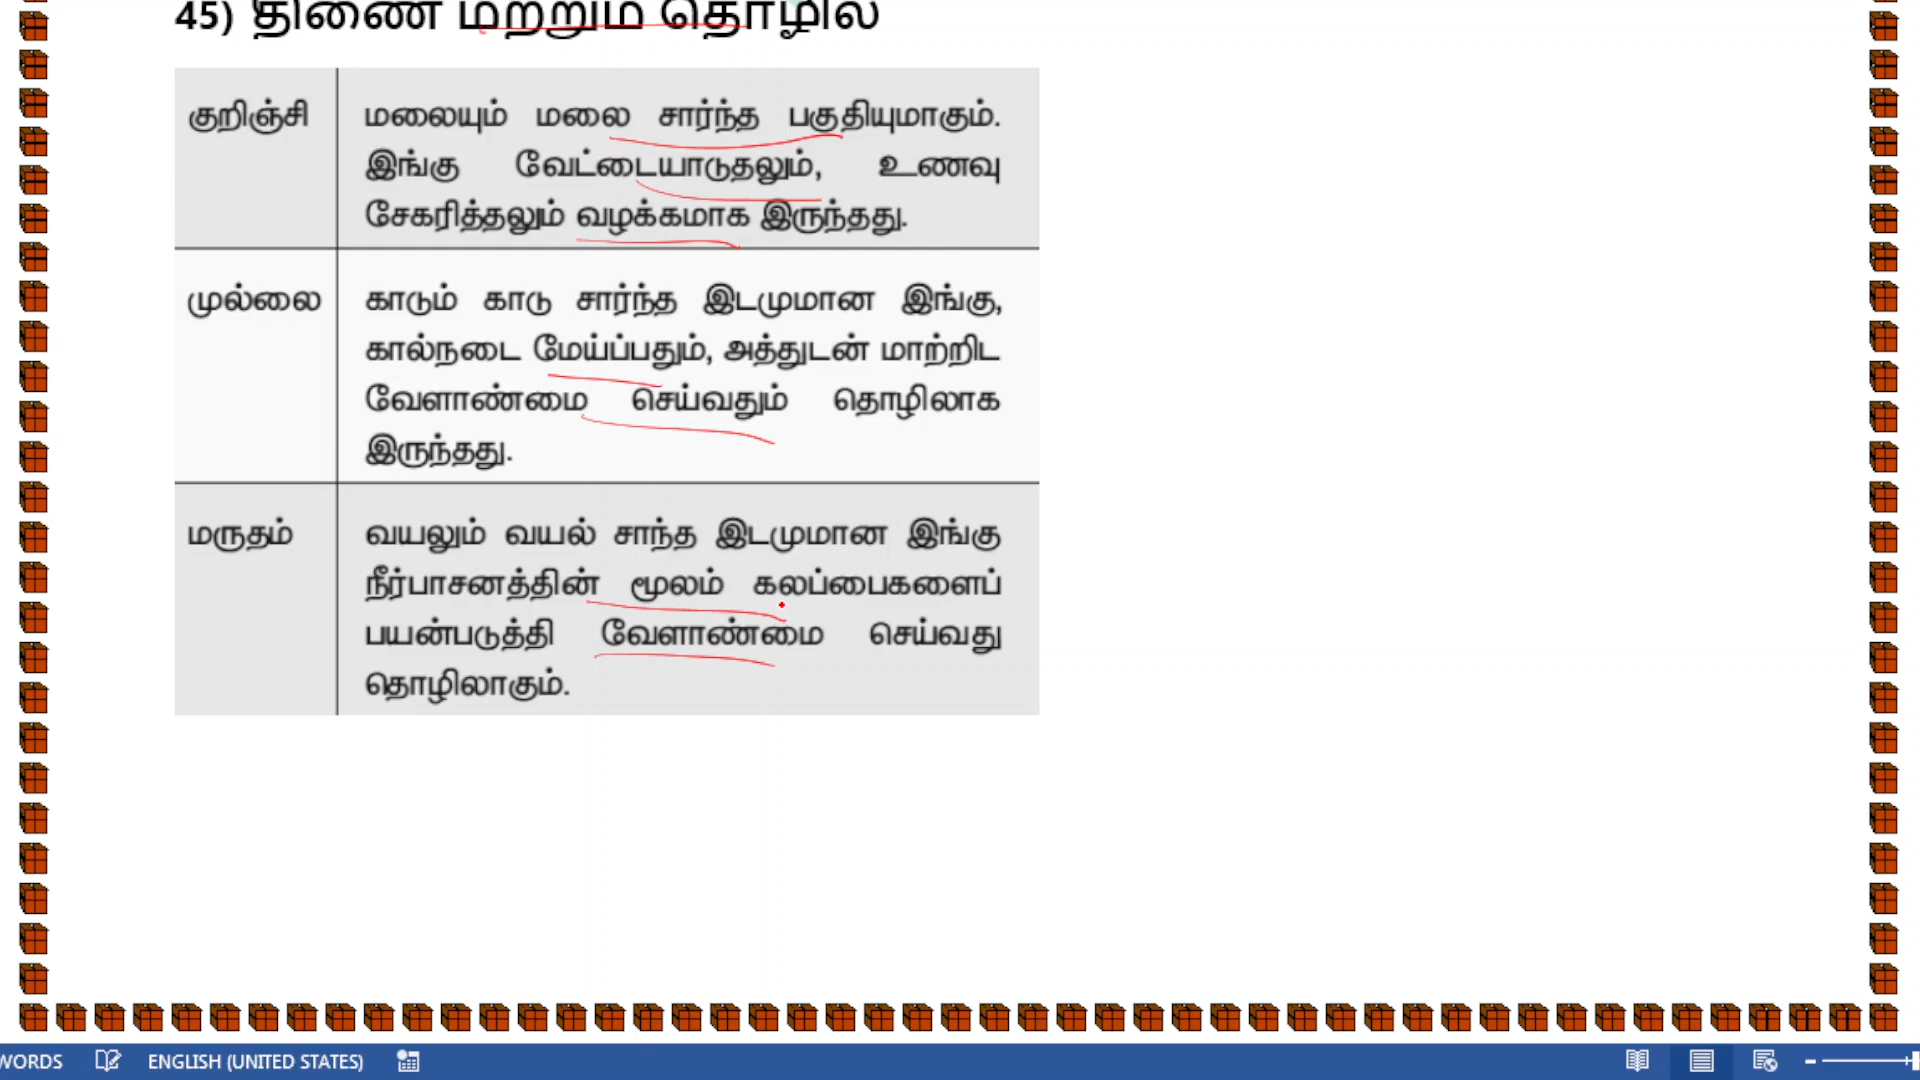 45) திணை மற்றும் தொழில்
குறிஞ்சி
மலையும் மலை சார்ந்த பகுதியுமாகும்.
இங்கு வேட்டையாடுதலும், உணவு
சேகரித்தலும் வழக்கமாக இருந்தது.
முல்லை
காடும் காடு சார்ந்த இடமுமான இங்கு,
கால்நடை மேய்ப்பதும், அத்துடன் மாற்றிட
வேளாண்மை செய்வதும் தொழிலாக
இருந்தது.
மருதம்
வயலும் வயல் சாந்த இடமுமான இங்கு
நீர்பாசனத்தின் மூலம் கலப்பைகளைப்
பயன்படுத்தி வேளாண்மை செய்வது
தொழிலாகும்.
WORDS ENGLISH (UNITED STATES)